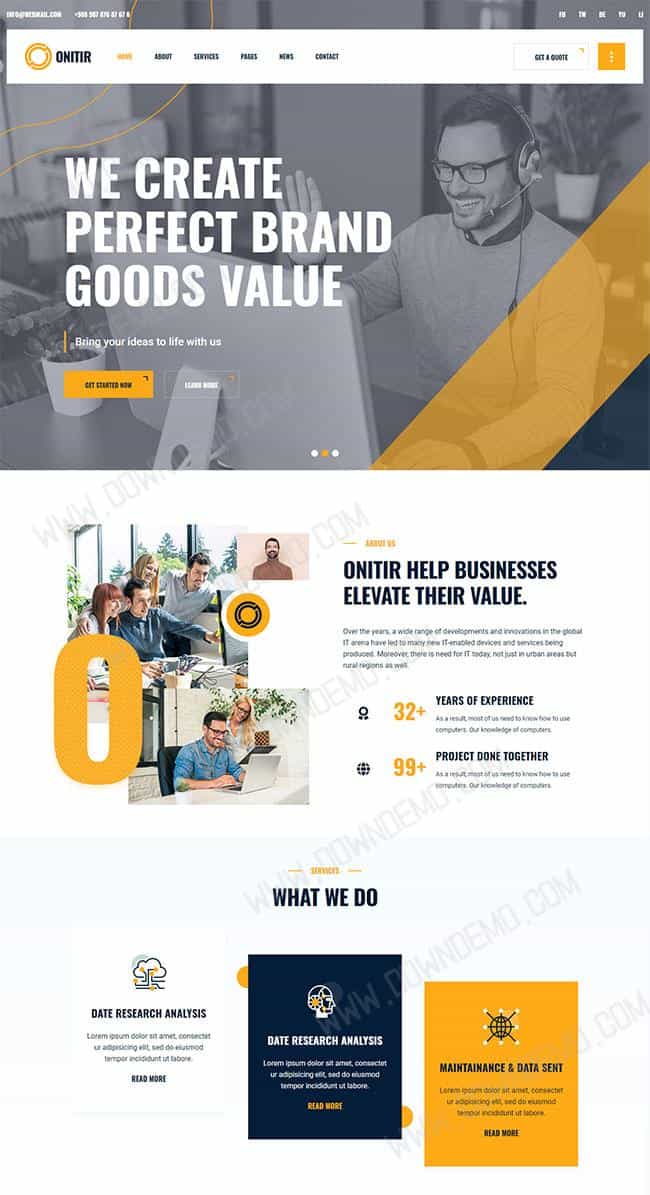 INFO@WEBMAIL.COM +988 987 876 87 67 6 FB TW BE YU LI
ONITIR HOME ABOUT SERVICES PAGES NEWS CONTACT GET A QUOTE
WE CREATE
PERFECT BRAND
GOODS VALUE
Bring your ideas to life with us
GET STARTED NOW LEARN MORE
WWW.DOWNDEMO.COM
ABOUT US
ONITIR HELP BUSINESSES
ELEVATE THEIR VALUE.
Over the years, a wide range of developments and innovations in the global
IT arena have led to many new IT-enabled devices and services being
produced. Moreover, there is need for IT today, not just in urban areas but
rural regions as well.
O
32+ YEARS OF EXPERIENCE
As a result, most of us need to know how to use
computers. Our knowledge of computers.
99+ PROJECT DONE TOGETHER
As a result, most of us need to know how to use
computers. Our knowledge of computers.
WWW.DOWNDEMO.COM
SERVICES
WHAT WE DO
DATE RESEARCH ANALYSIS
Lorem ipsum dolor sit amet, consectet
adipisicing elit, sed do eiusmod
tempor incididunt ut labore.
READ MORE
DATE RESEARCH ANALYSIS
Lorem ipsum dolor sit amet, consectet
adipisicing elit, sed do eiusmod
tempor incididunt ut labore.
READ MORE
MAINTAINANCE & DATA SENT
Lorem ipsum dolor sit amet, consectet
adipisicing elit, sed do eiusmod
tempor incididunt ut labore.
READ MORE
WWW.DOWNDEMO.COM